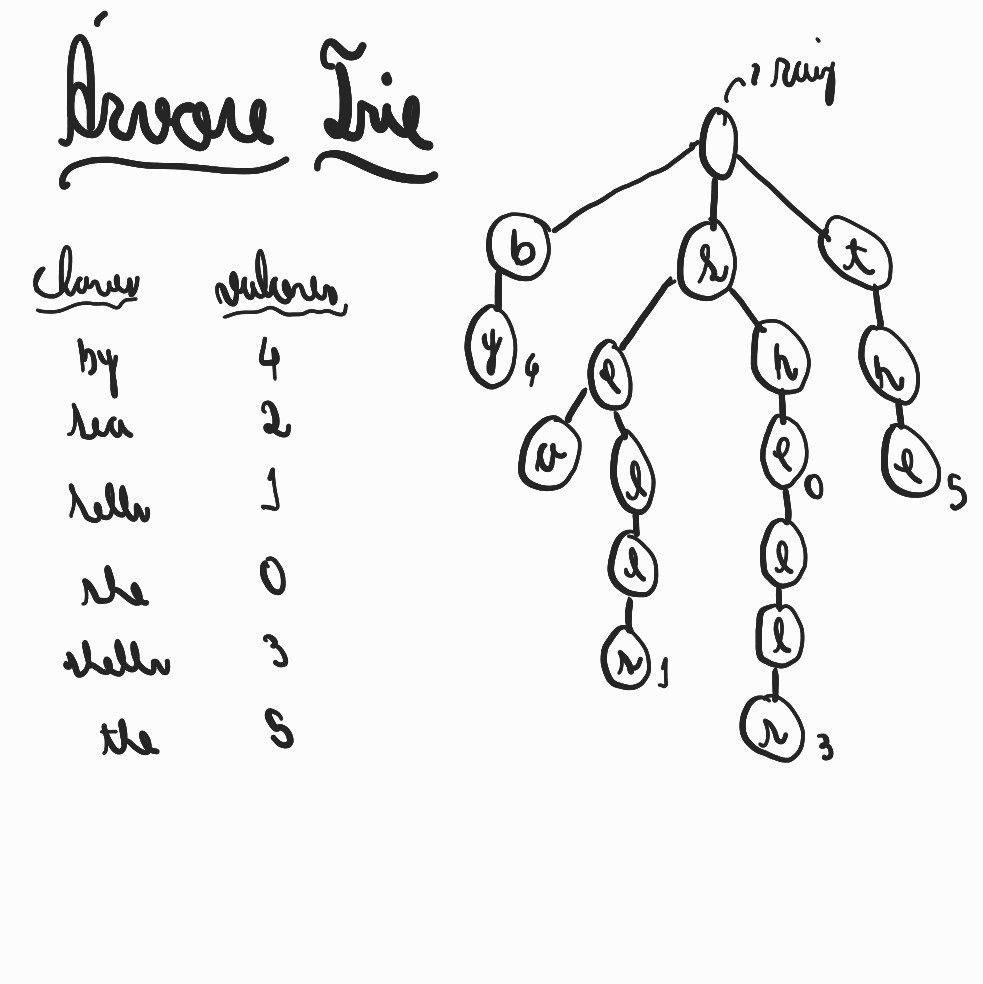 Árvore Trie
chaves valores
by 4
sea 2
sells 1
she 0
shells 3
the 5
raiz
b s t
y 4 e h h
a l e 0 e 5
l l
s 1 l
s 3